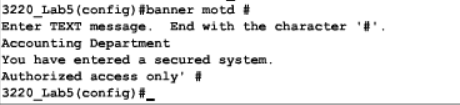 3220_Lab5(config)#banner motd #
Enter TEXT message.  End with the character '#'.
Accounting Department
You have entered a secured system.
Authorized access only' #
3220_Lab5(config)#_